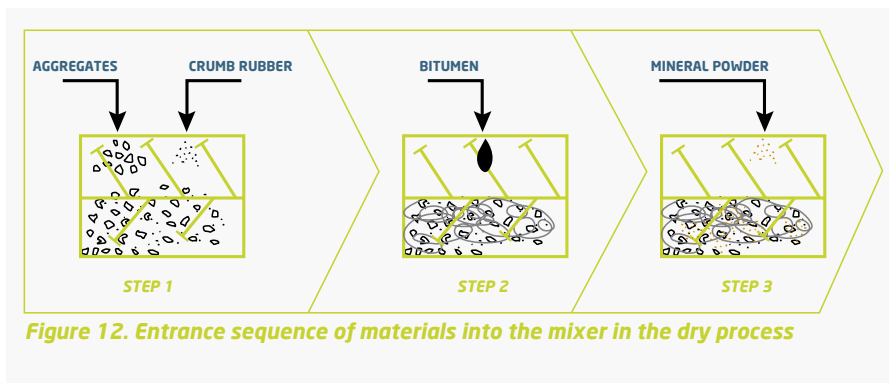 AGGREGATES
CRUMB RUBBER
BITUMEN
MINERAL POWDER
STEP 1
STEP 2
STEP 3
Figure 12. Entrance sequence of materials into the mixer in the dry process